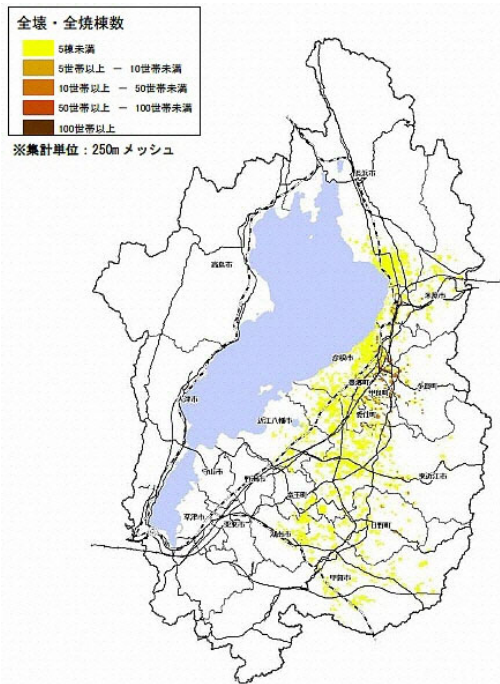 全壊・全焼棟数
5棟未満
5世帯以上 － 10世帯未満
10世帯以上 － 50世帯未満
50世帯以上 － 100世帯未満
100世帯以上
※集計単位：250mメッシュ
長浜市
高島市
米原市
彦根市
豊郷町
多賀町
甲良町
大津市
愛荘町
近江八幡市
守山市
野洲市
東近江市
竜王町
草津市
栗東市
日野町
湖南市
甲賀市